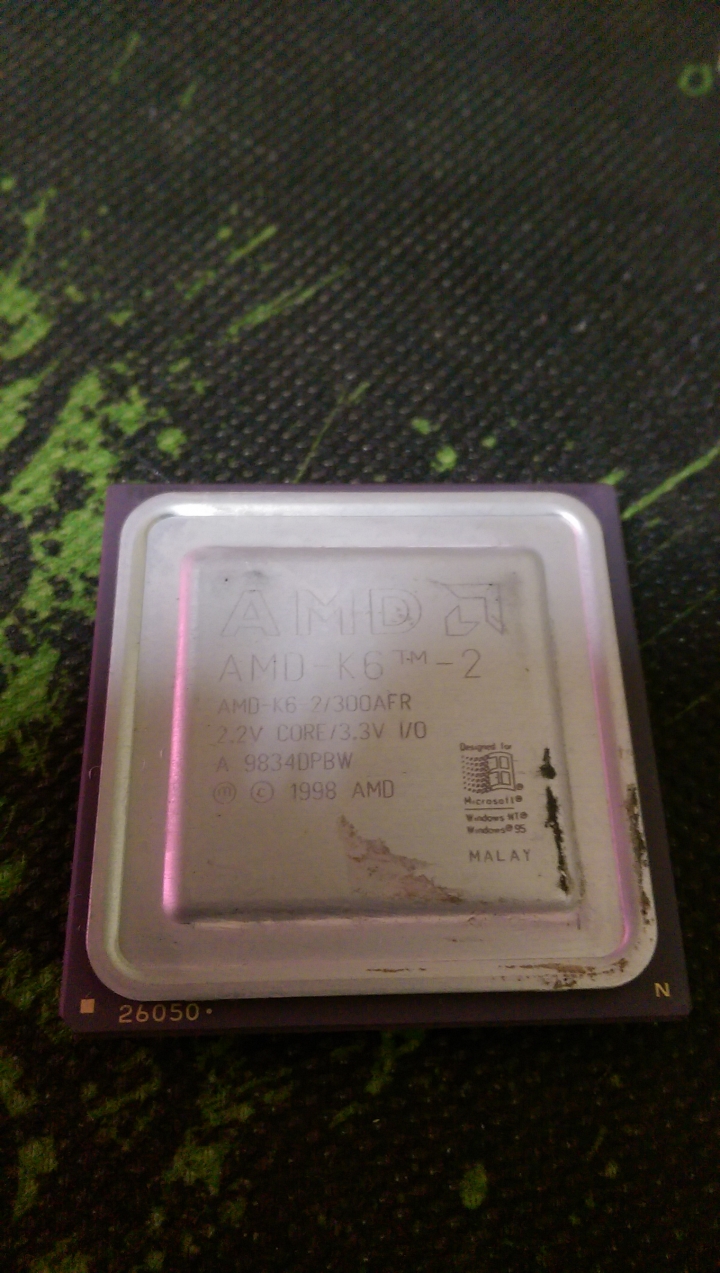 AMD
AMD-K6™-2
AMD-K6-2/300AFR
2.2V CORE/3.3V I/O
A 9834DPBW
ⓜ © 1998 AMD
Designed for
Microsoft®
Windows NT®
Windows® 95
MALAY
26050
N